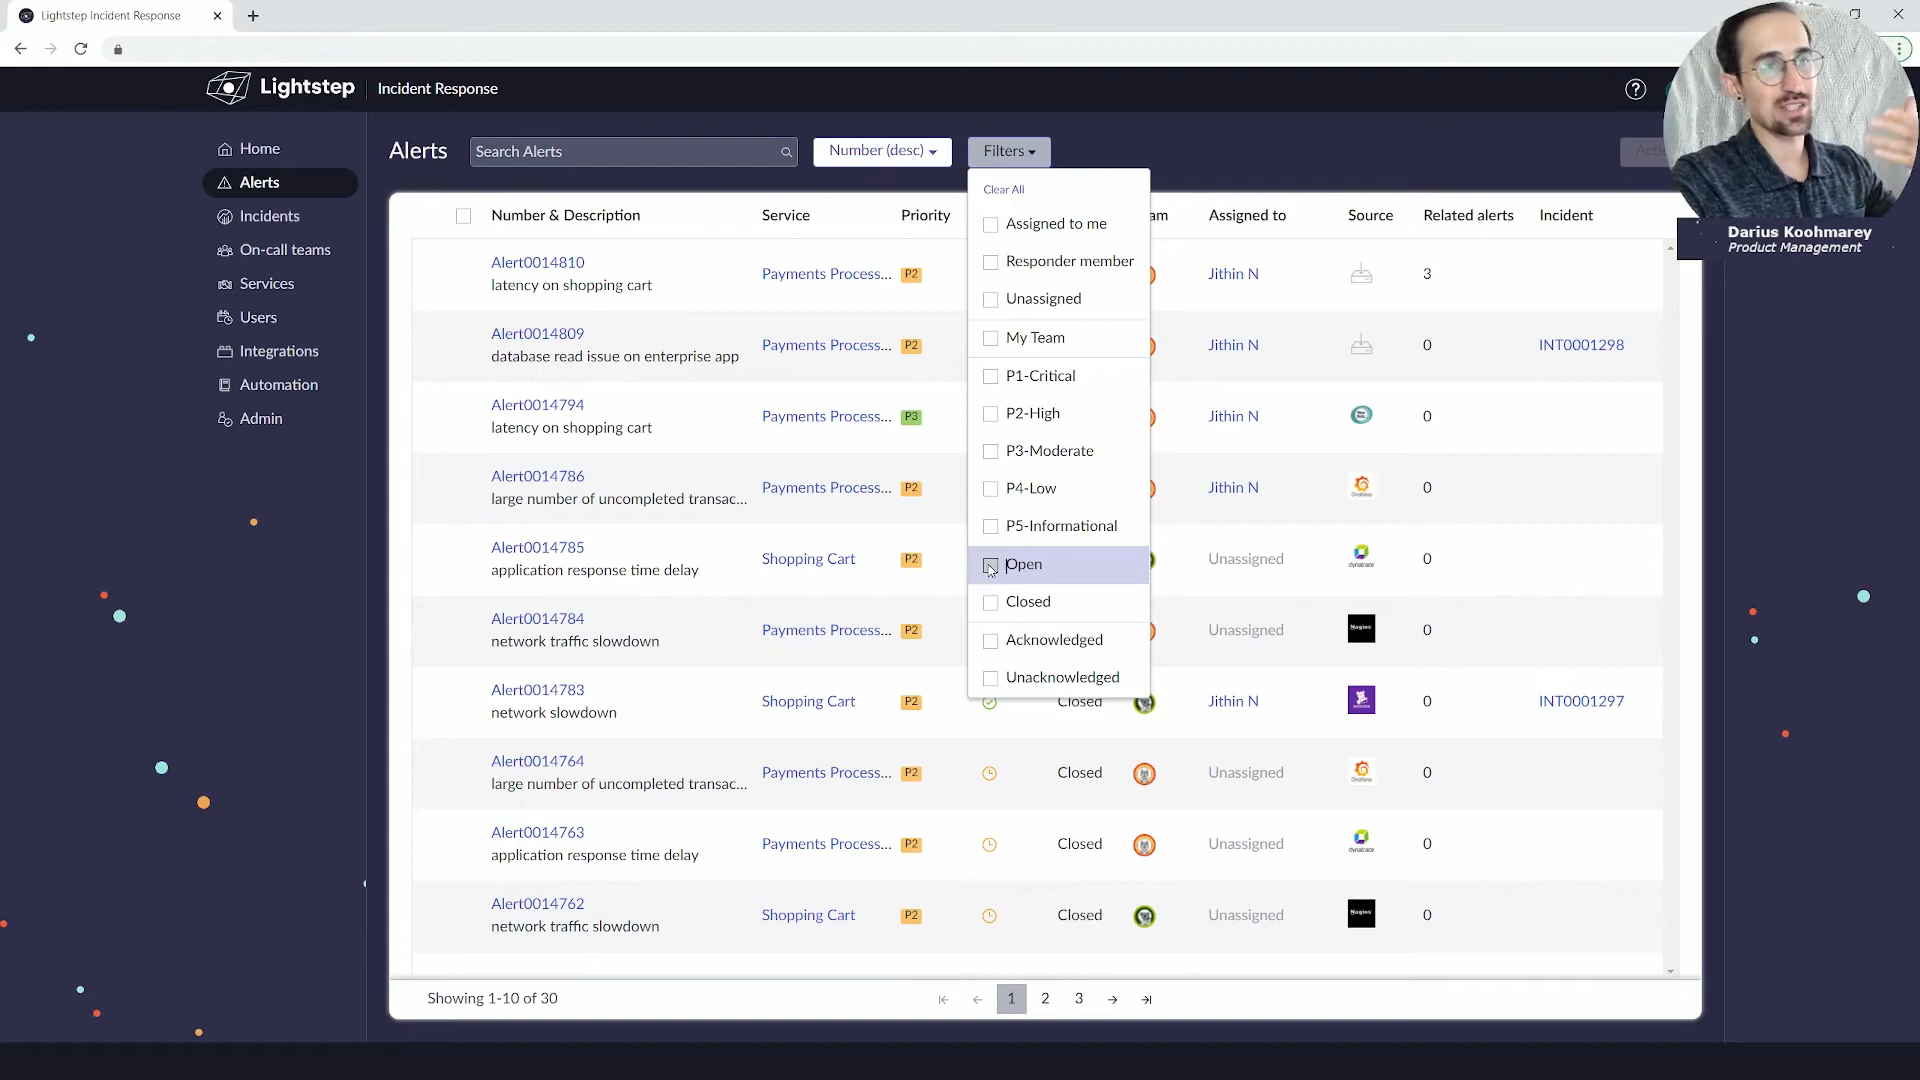 Lightstep Incident Response
Lightstep
Incident Response
Home
Alerts
Incidents
On-call teams
Services
Users
Integrations
Automation
Admin
Alerts
Search Alerts
Number (desc)
Filters
Clear All
Assigned to me
Responder member
Unassigned
My Team
P1-Critical
P2-High
P3-Moderate
P4-Low
P5-Informational
Open
Closed
Acknowledged
Unacknowledged
Darius Koohmarey
Product Management
Number & Description Service Priority am Assigned to Source Related alerts Incident
Alert0014810
latency on shopping cart
Payments Process... P2 Jithin N 3
Alert0014809
database read issue on enterprise app
Payments Process... P2 Jithin N 0 INT0001298
Alert0014794
latency on shopping cart
Payments Process... P3 Jithin N 0
Alert0014786
large number of uncompleted transac...
Payments Process... P2 Jithin N Grafana 0
Alert0014785
application response time delay
Shopping Cart P2 Unassigned dynatrace 0
Alert0014784
network traffic slowdown
Payments Process... P2 Unassigned Nagios 0
Alert0014783
network slowdown
Shopping Cart P2 Closed Jithin N 0 INT0001297
Alert0014764
large number of uncompleted transac...
Payments Process... P2 Closed Unassigned Grafana 0
Alert0014763
application response time delay
Payments Process... P2 Closed Unassigned dynatrace 0
Alert0014762
network traffic slowdown
Shopping Cart P2 Closed Unassigned Nagios 0
Showing 1-10 of 30
1 2 3